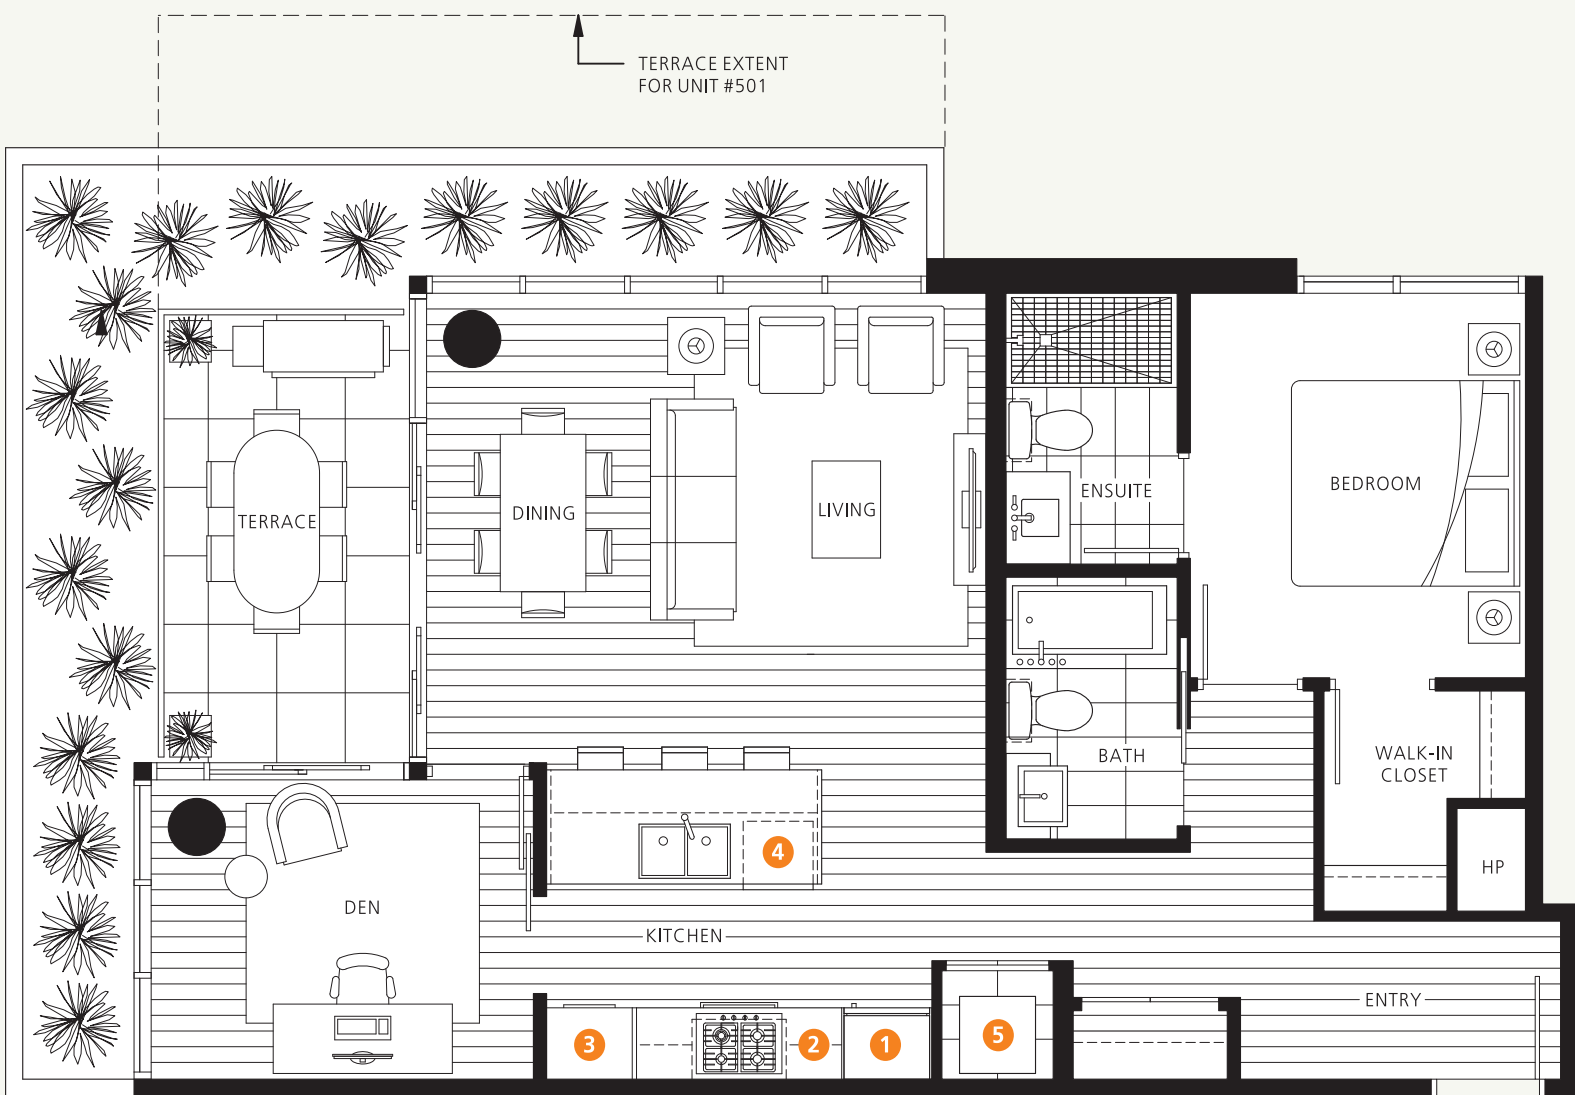 TERRACE EXTENT
FOR UNIT #501
TERRACE
DINING
LIVING
ENSUITE
BEDROOM
BATH
WALK-IN
CLOSET
4
HP
DEN
KITCHEN
ENTRY
3
2
1
5